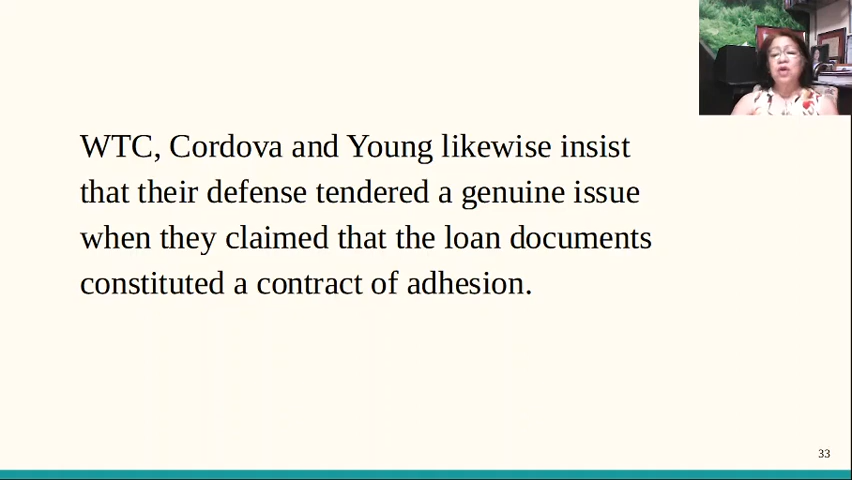 WTC, Cordova and Young likewise insist
that their defense tendered a genuine issue
when they claimed that the loan documents
constituted a contract of adhesion.
33